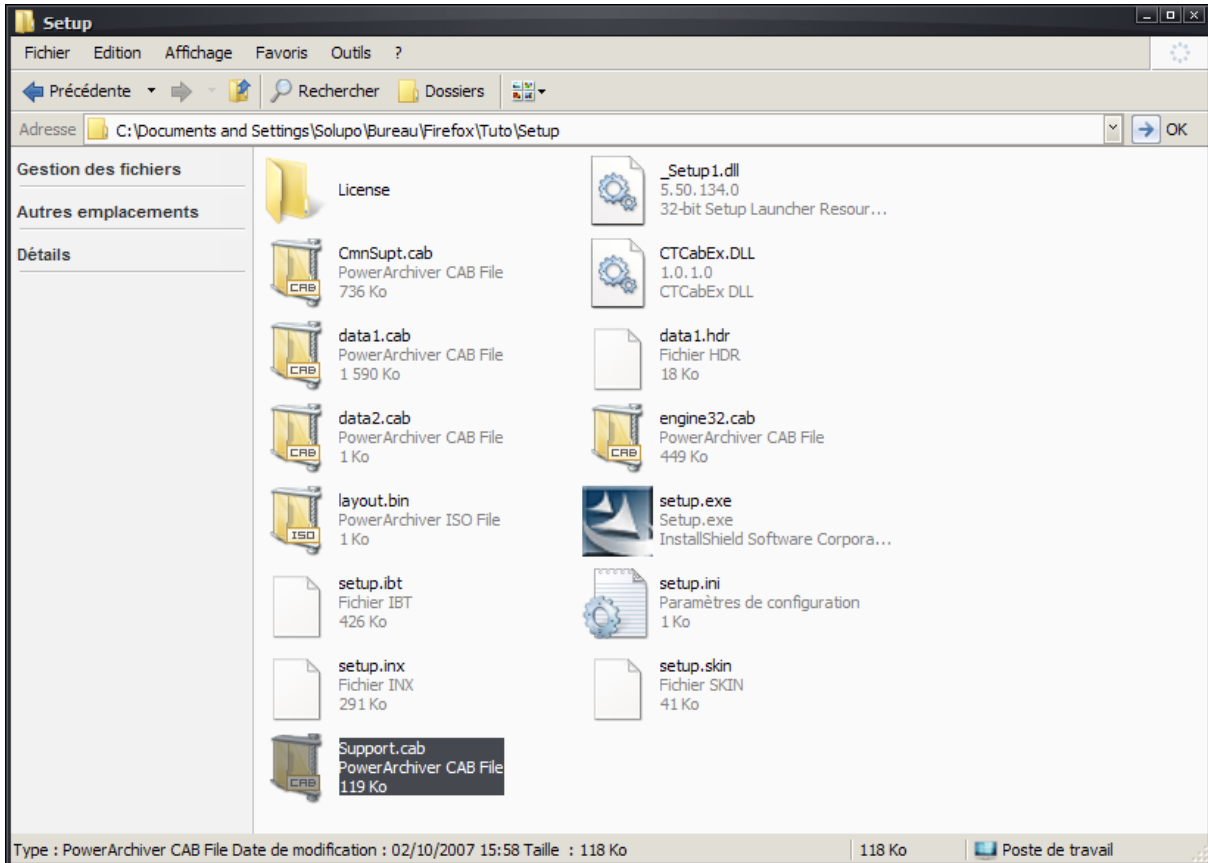 Setup
Fichier Edition Affichage Favoris Outils ?
Précédente Rechercher Dossiers
Adresse C:\Documents and Settings\Solupo\Bureau\Firefox\Tuto\Setup OK
Gestion des fichiers
Autres emplacements
Détails
License
_Setup1.dll
5.50.134.0
32-bit Setup Launcher Resour...
CmnSupt.cab
PowerArchiver CAB File
736 Ko
CTCabEx.DLL
1.0.1.0
CTCabEx DLL
data1.cab
PowerArchiver CAB File
1 590 Ko
data1.hdr
Fichier HDR
18 Ko
data2.cab
PowerArchiver CAB File
1 Ko
engine32.cab
PowerArchiver CAB File
449 Ko
layout.bin
PowerArchiver ISO File
1 Ko
setup.exe
Setup.exe
InstallShield Software Corpora...
setup.ibt
Fichier IBT
426 Ko
setup.ini
Paramètres de configuration
1 Ko
setup.inx
Fichier INX
291 Ko
setup.skin
Fichier SKIN
41 Ko
Support.cab
PowerArchiver CAB File
119 Ko
CAB
CAB
CAB
CAB
ISO
CAB
Type : PowerArchiver CAB File Date de modification : 02/10/2007 15:58 Taille : 118 Ko 118 Ko Poste de travail